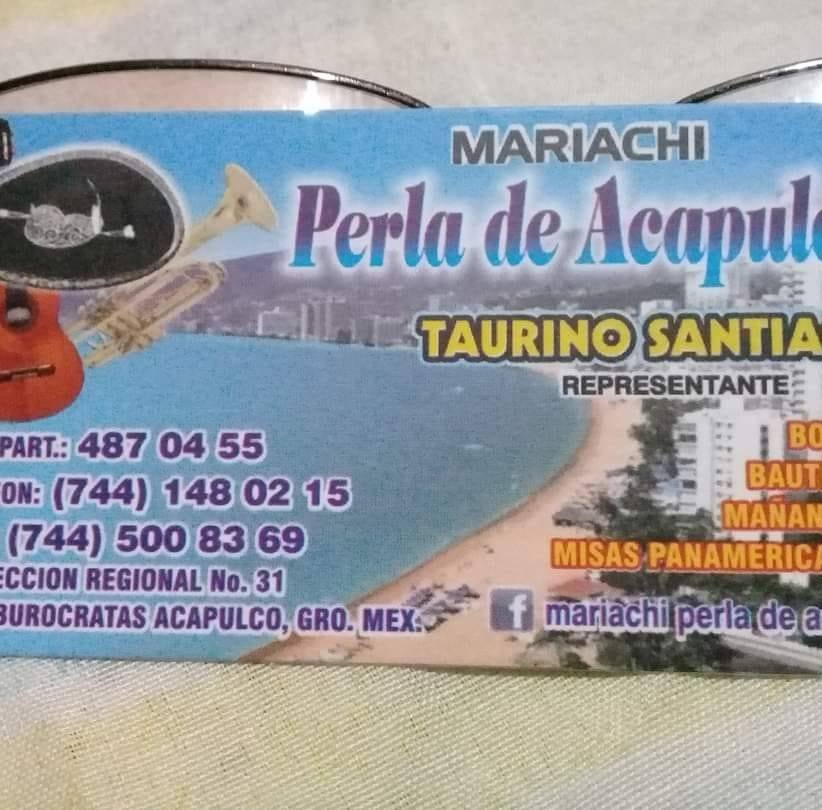 MARIACHI
Perla de Acapulc
TAURINO SANTIA
REPRESENTANTE
PART.: 487 04 55
ON: (744) 148 02 15
(744) 500 83 69
ECCION REGIONAL No. 31
BUROCRATAS ACAPULCO, GRO. MEX.
BO
BAUT
MAÑAN
MISAS PANAMERICA
f mariachi perla de a